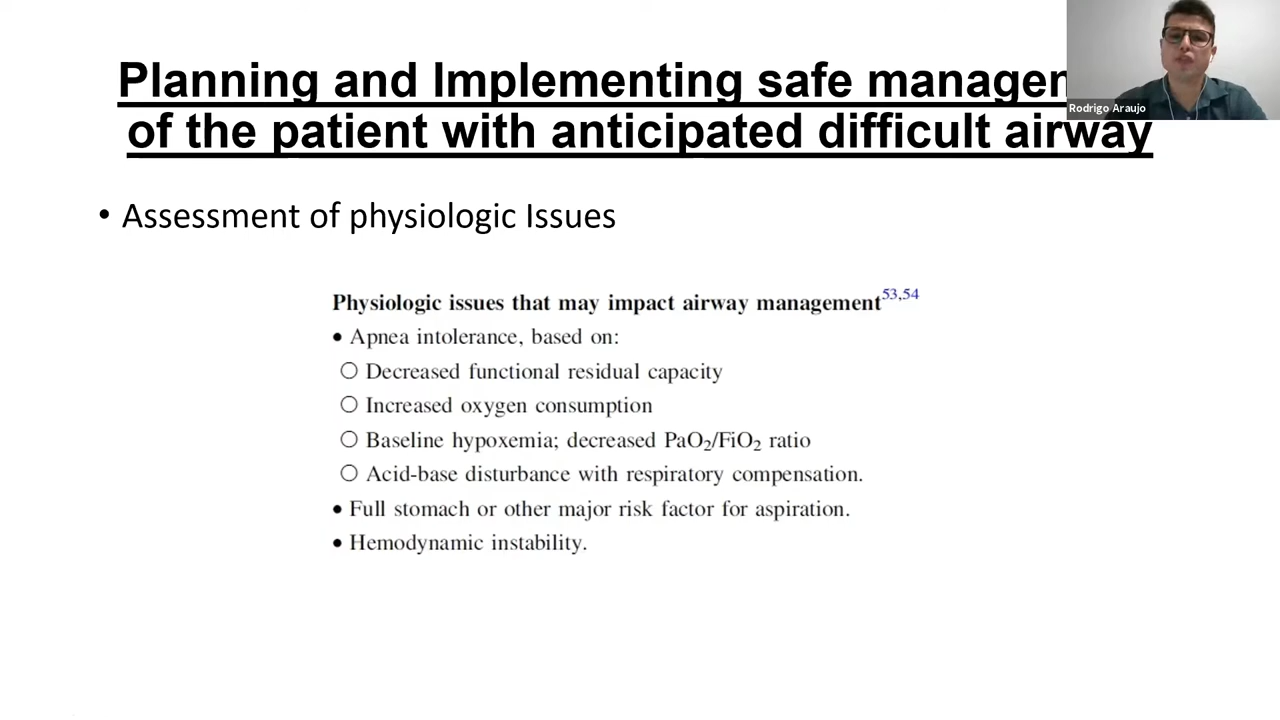 Planning and Implementing safe managem
of the patient with anticipated difficult airway
Rodrigo Araujo
• Assessment of physiologic Issues
Physiologic issues that may impact airway management53,54
• Apnea intolerance, based on:
○ Decreased functional residual capacity
○ Increased oxygen consumption
○ Baseline hypoxemia; decreased PaO2/FiO2 ratio
○ Acid-base disturbance with respiratory compensation.
• Full stomach or other major risk factor for aspiration.
• Hemodynamic instability.